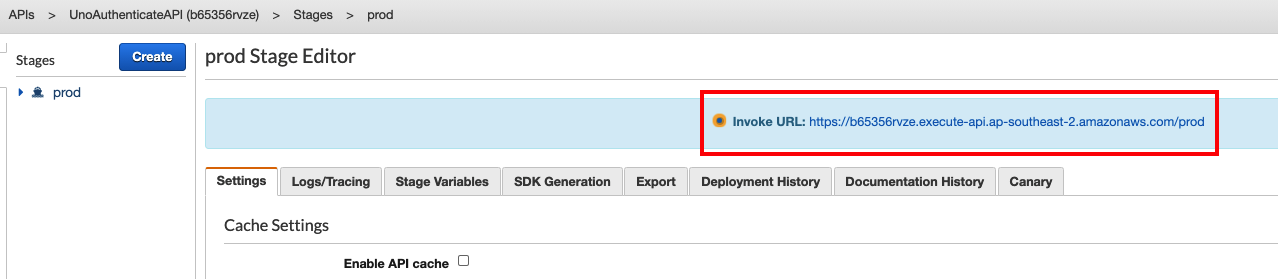 APIs > UnoAuthenticateAPI (b65356rvze) > Stages > prod
Stages
Create
prod
prod Stage Editor
Invoke URL: https://b65356rvze.execute-api.ap-southeast-2.amazonaws.com/prod
Settings Logs/Tracing Stage Variables SDK Generation Export Deployment History Documentation History Canary
Cache Settings
Enable API cache